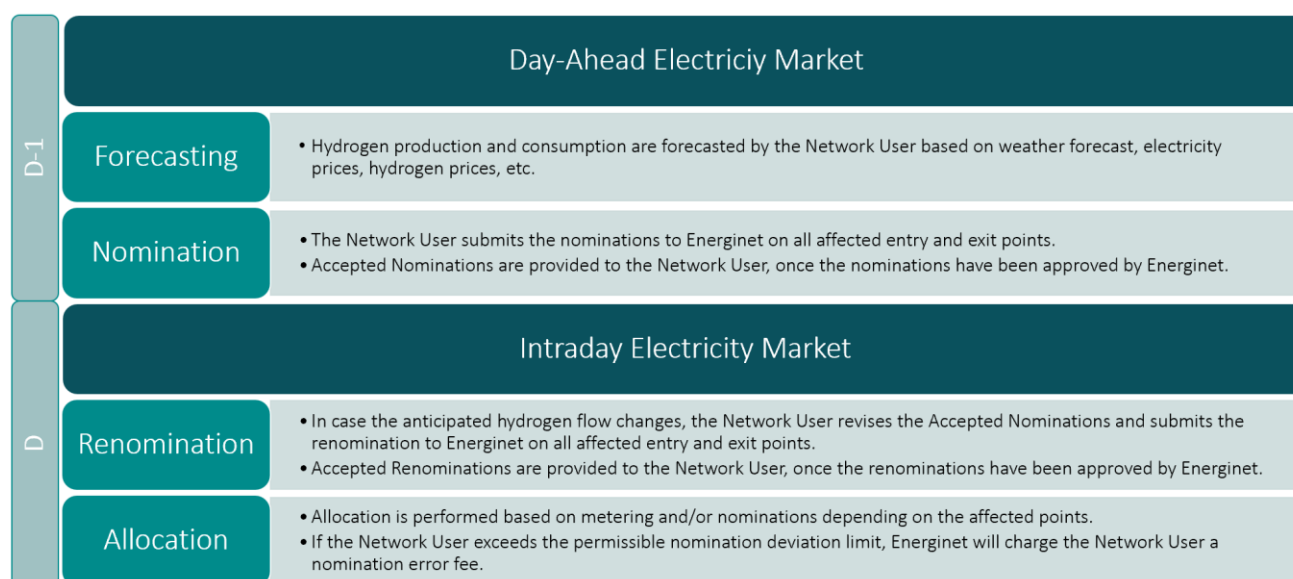 D-1
Day-Ahead Electriciy Market
Forecasting
• Hydrogen production and consumption are forecasted by the Network User based on weather forecast, electricity
prices, hydrogen prices, etc.
Nomination
• The Network User submits the nominations to Energinet on all affected entry and exit points.
• Accepted Nominations are provided to the Network User, once the nominations have been approved by Energinet.
D
Intraday Electricity Market
Renomination
• In case the anticipated hydrogen flow changes, the Network User revises the Accepted Nominations and submits the
renomination to Energinet on all affected entry and exit points.
• Accepted Renominations are provided to the Network User, once the renominations have been approved by Energinet.
Allocation
• Allocation is performed based on metering and/or nominations depending on the affected points.
• If the Network User exceeds the permissible nomination deviation limit, Energinet will charge the Network User a
nomination error fee.